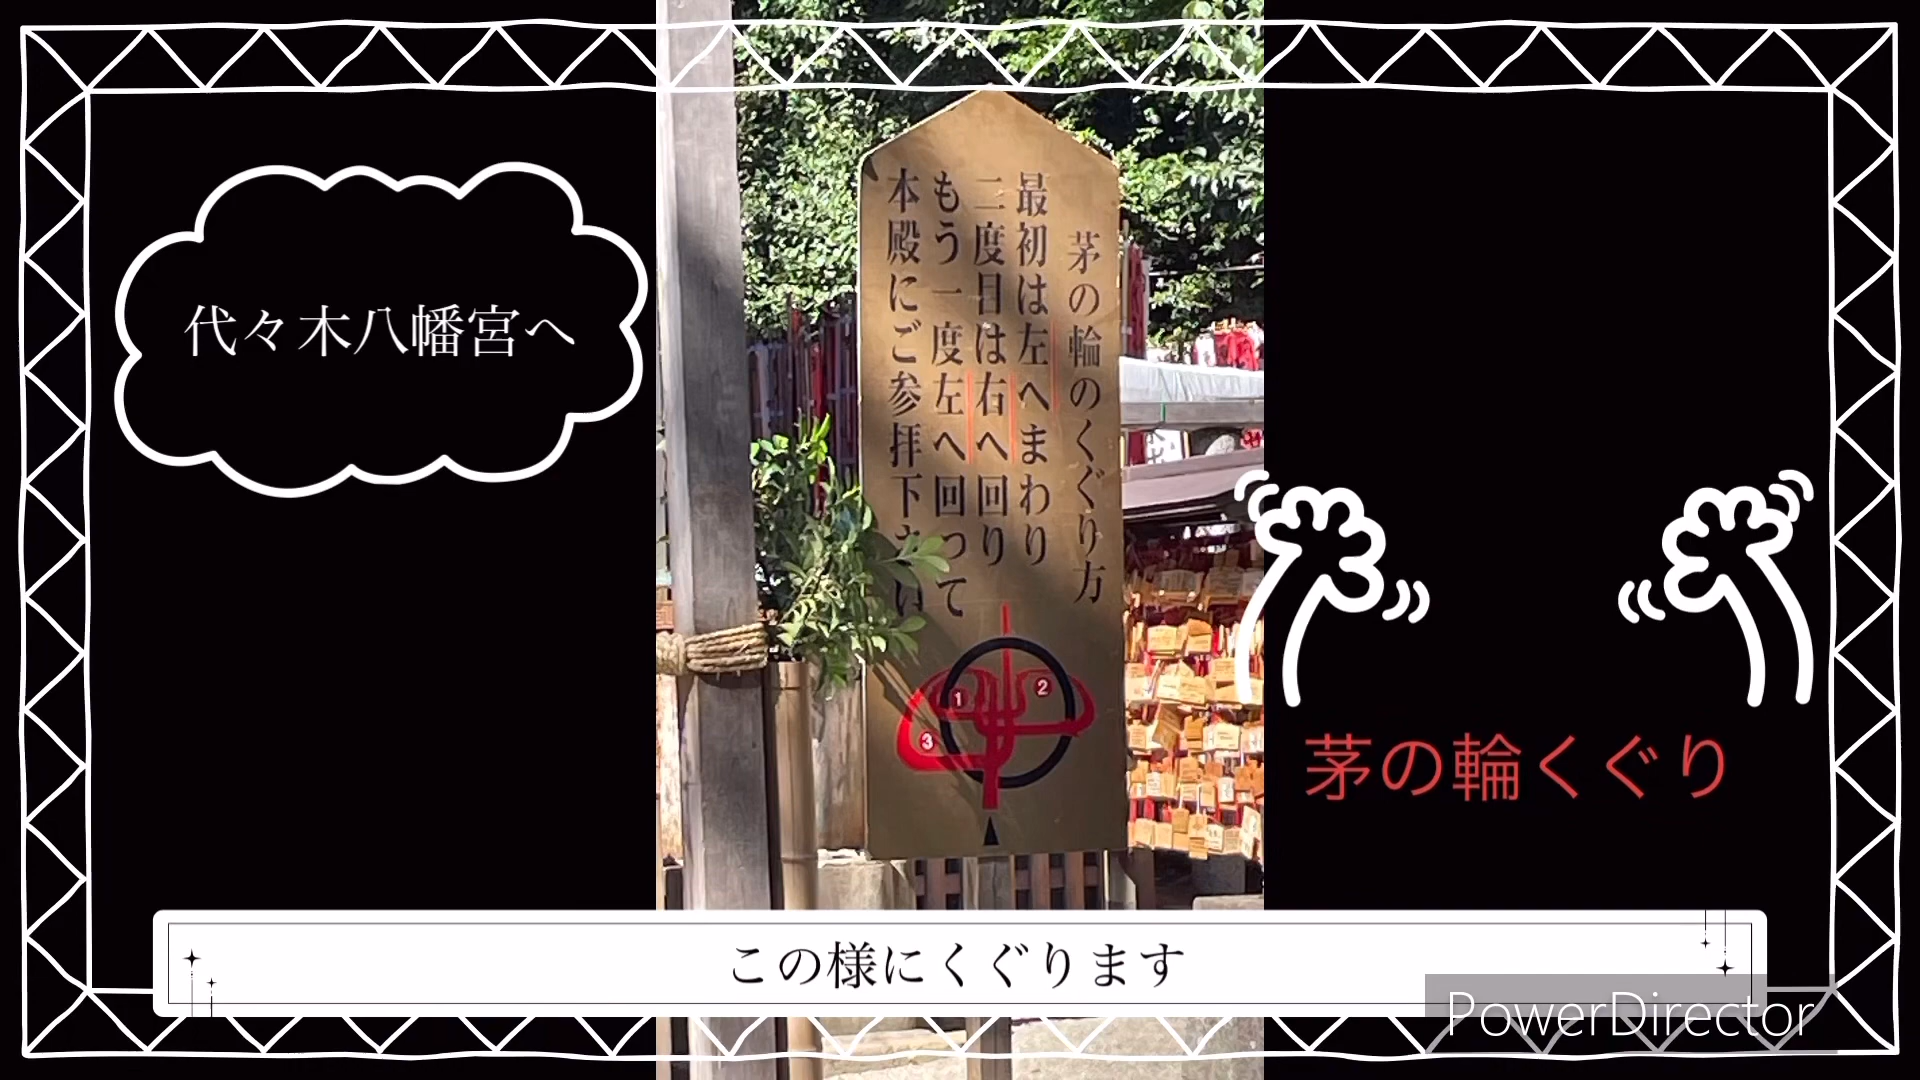 代々木八幡宮へ
茅の輪のくぐり方
最初は左へまわり
二度目は右へ回り
もう一度左へ回って
本殿にご参拝下さい
1
2
3
茅の輪くぐり
この様にくぐります
PowerDirector